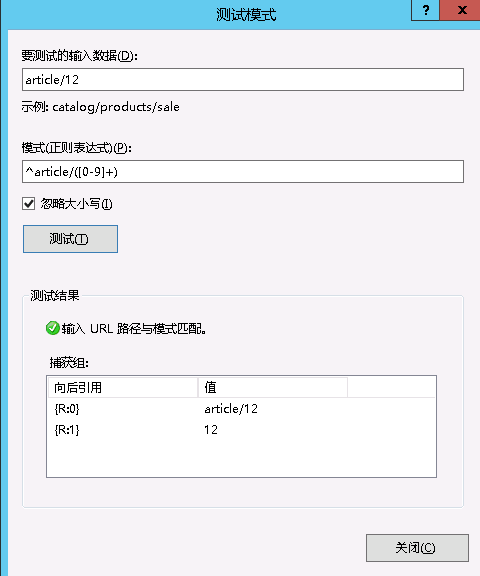 测试模式
?
x
要测试的输入数据(D):
article/12
示例: catalog/products/sale
模式(正则表达式)(P):
^article/([0-9]+)
忽略大小写(I)
测试(T)
测试结果
输入 URL 路径与模式匹配。
捕获组:
向后引用 值
{R:0} article/12
{R:1} 12
关闭(C)